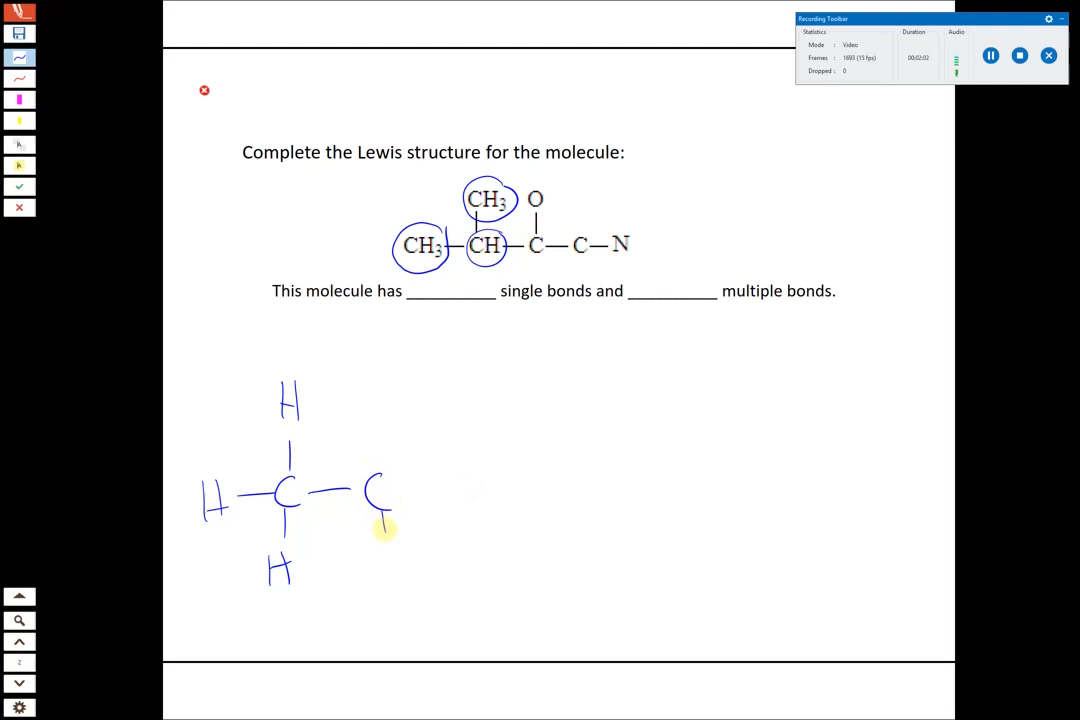 Recording Toolbar
Statistics
Duration
Audio
Mode : Video
Frames : 1693 (15 fps)
00:02:02
Dropped : 0
Complete the Lewis structure for the molecule:
CH3 O
CH3—CH—C—C—N
This molecule has __________ single bonds and __________ multiple bonds.
H
H — C — C
H
2